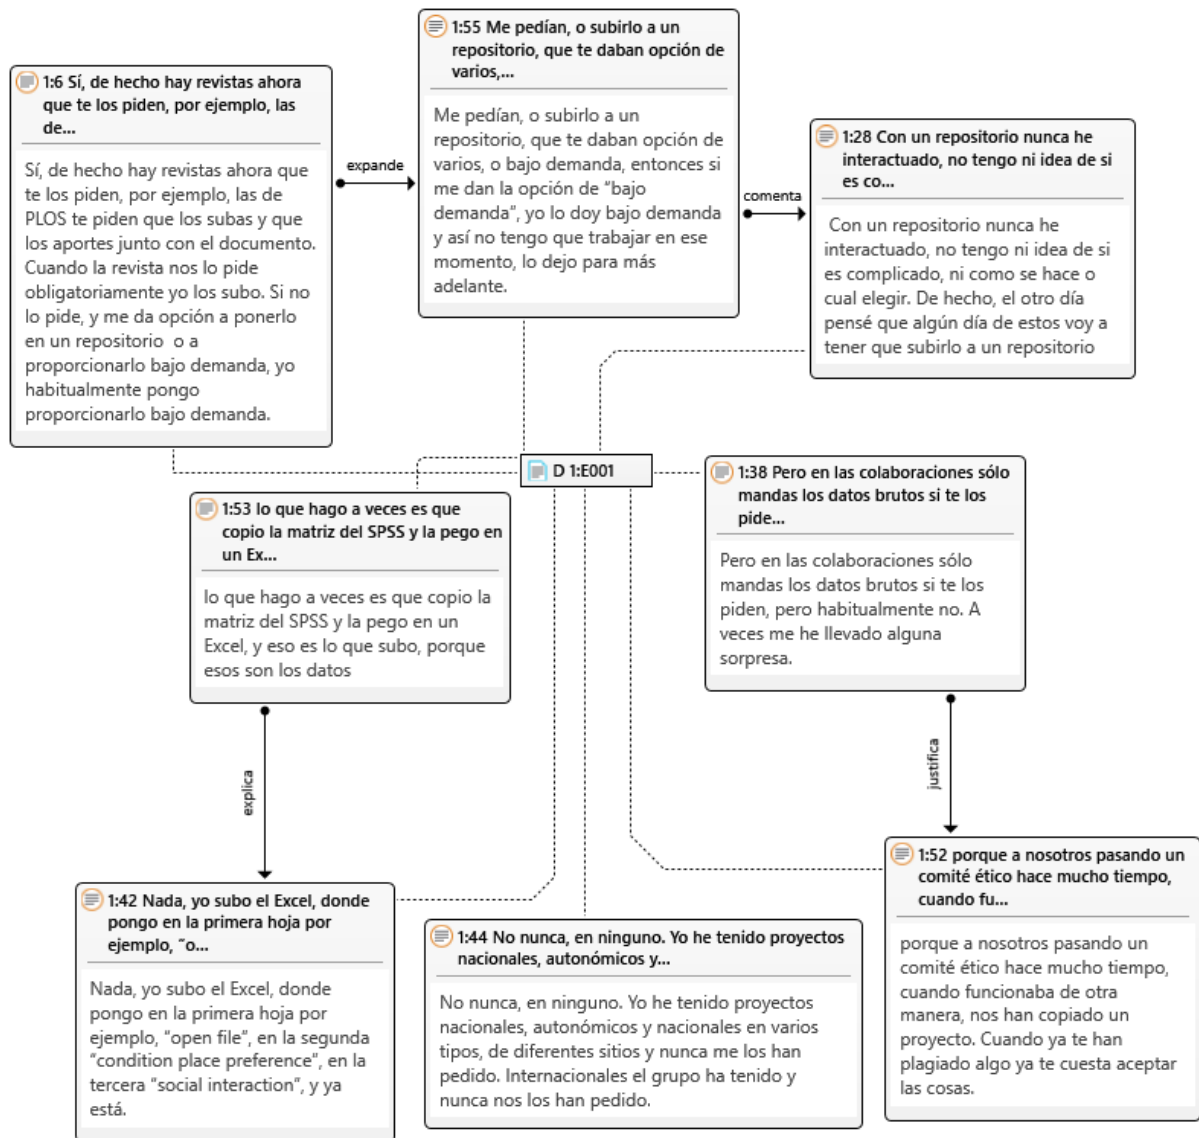 1:6 Sí, de hecho hay revistas ahora
que te los piden, por ejemplo, las
de...
Sí, de hecho hay revistas ahora que
te los piden, por ejemplo, las de
PLOS te piden que los subas y que
los aportes junto con el documento.
Cuando la revista nos lo pide
obligatoriamente yo los subo. Si no
lo pide, y me da opción a ponerlo
en un repositorio o a
proporcionarlo bajo demanda, yo
habitualmente pongo
proporcionarlo bajo demanda.
expande
1:55 Me pedían, o subirlo a un
repositorio, que te daban opción de
varios,...
Me pedían, o subirlo a un
repositorio, que te daban opción de
varios, o bajo demanda, entonces si
me dan la opción de “bajo
demanda”, yo lo doy bajo demanda
y así no tengo que trabajar en ese
momento, lo dejo para más
adelante.
comenta
1:28 Con un repositorio nunca he
interactuado, no tengo ni idea de si
es co...
Con un repositorio nunca he
interactuado, no tengo ni idea de si
es complicado, ni como se hace o
cual elegir. De hecho, el otro día
pensé que algún día de estos voy a
tener que subirlo a un repositorio
D 1:E001
1:53 lo que hago a veces es que
copio la matriz del SPSS y la pego en
un Ex...
lo que hago a veces es que copio la
matriz del SPSS y la pego en un
Excel, y eso es lo que subo, porque
esos son los datos
1:38 Pero en las colaboraciones sólo
mandas los datos brutos si te los
pide...
Pero en las colaboraciones sólo
mandas los datos brutos si te los
piden, pero habitualmente no. A
veces me he llevado alguna
sorpresa.
explica
justifica
1:42 Nada, yo subo el Excel, donde
pongo en la primera hoja por
ejemplo, “o...
Nada, yo subo el Excel, donde
pongo en la primera hoja por
ejemplo, “open file”, en la segunda
“condition place preference”, en la
tercera “social interaction”, y ya
está.
1:44 No nunca, en ninguno. Yo he tenido proyectos
nacionales, autonómicos y...
No nunca, en ninguno. Yo he tenido proyectos
nacionales, autonómicos y nacionales en varios
tipos, de diferentes sitios y nunca me los han
pedido. Internacionales el grupo ha tenido y
nunca nos los han pedido.
1:52 porque a nosotros pasando un
comité ético hace mucho tiempo,
cuando fu...
porque a nosotros pasando un
comité ético hace mucho tiempo,
cuando funcionaba de otra
manera, nos han copiado un
proyecto. Cuando ya te han
plagiado algo ya te cuesta aceptar
las cosas.